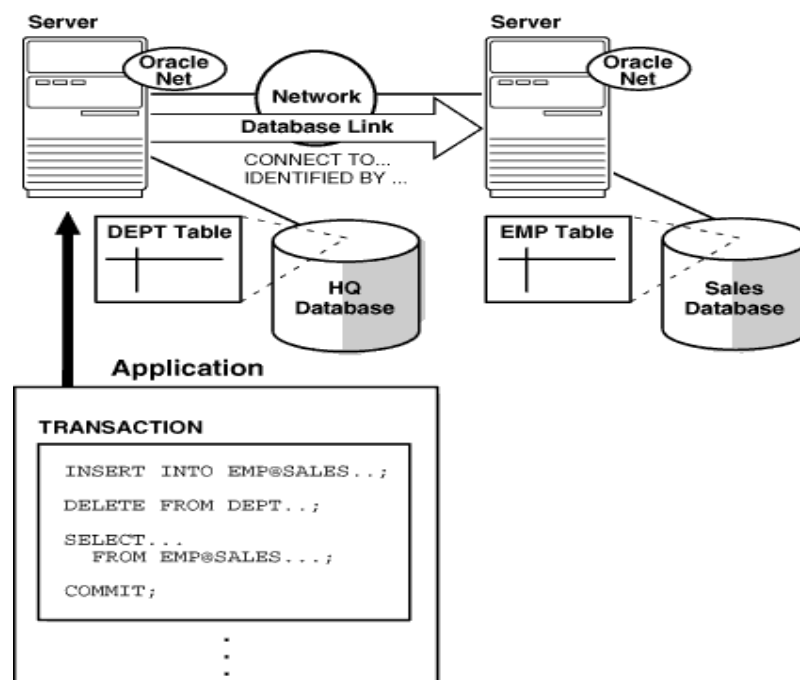 Server
Server
Oracle
Net
Oracle
Net
Network
Database Link
CONNECT TO...
IDENTIFIED BY ...
DEPT Table
EMP Table
HQ
Database
Sales
Database
Application
TRANSACTION
INSERT INTO EMP@SALES..;
DELETE FROM DEPT..;
SELECT...
FROM EMP@SALES...;
COMMIT;